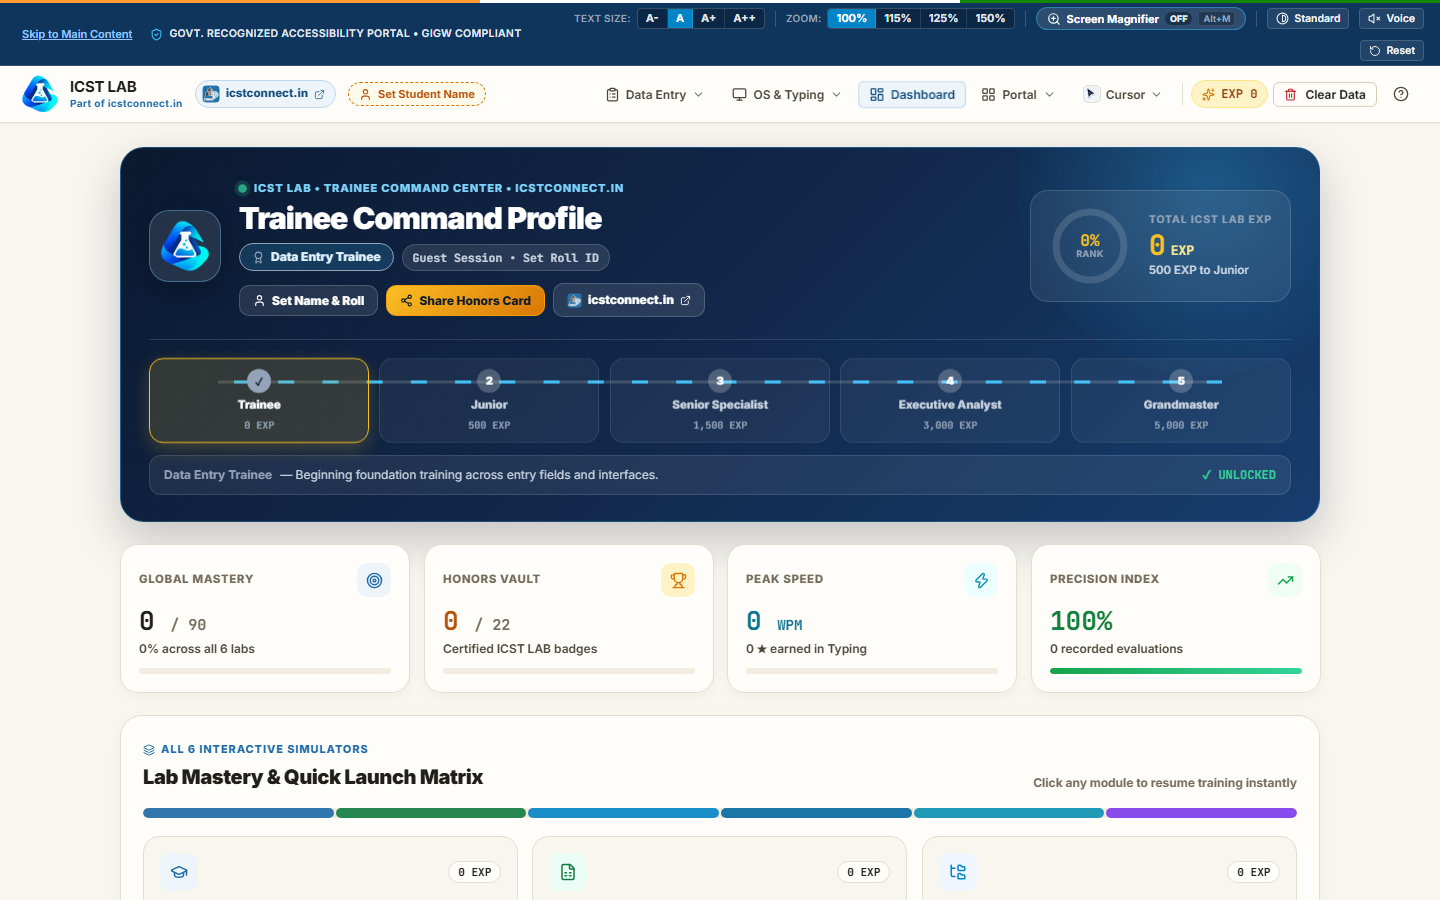 TEXT SIZE: A- A A+ A++ ZOOM: 100% 115% 125% 150% Screen Magnifier OFF Alt+M Standard Voice
Skip to Main Content GOVT. RECOGNIZED ACCESSIBILITY PORTAL • GIGW COMPLIANT
Reset
ICST LAB
Part of icstconnect.in
icstconnect.in Set Student Name Data Entry OS & Typing Dashboard Portal Cursor EXP 0 Clear Data
ICST LAB • TRAINEE COMMAND CENTER • ICSTCONNECT.IN
Trainee Command Profile
Data Entry Trainee Guest Session • Set Roll ID
Set Name & Roll Share Honors Card icstconnect.in
0%
RANK
TOTAL ICST LAB EXP
0 EXP
500 EXP to Junior
✓ 2 3 4 5
Trainee Junior Senior Specialist Executive Analyst Grandmaster
0 EXP 500 EXP 1,500 EXP 3,000 EXP 5,000 EXP
Data Entry Trainee — Beginning foundation training across entry fields and interfaces. ✓ UNLOCKED
GLOBAL MASTERY
0 / 90
0% across all 6 labs
HONORS VAULT
0 / 22
Certified ICST LAB badges
PEAK SPEED
0 WPM
0 ★ earned in Typing
PRECISION INDEX
100%
0 recorded evaluations
ALL 6 INTERACTIVE SIMULATORS
Lab Mastery & Quick Launch Matrix
Click any module to resume training instantly
0 EXP 0 EXP 0 EXP